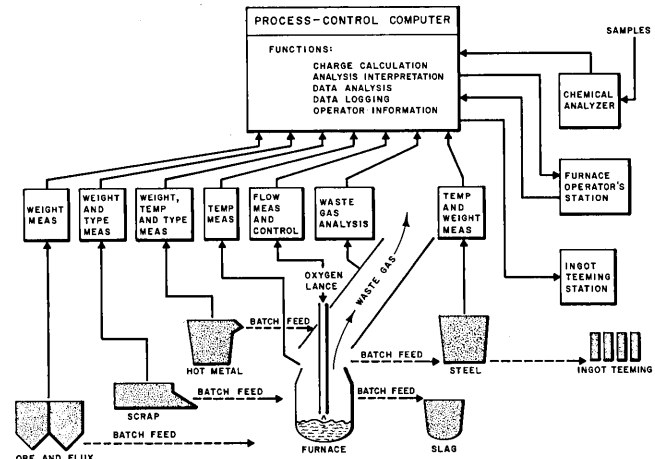 PROCESS-CONTROL COMPUTER
FUNCTIONS:
CHARGE CALCULATION
ANALYSIS INTERPRETATION
DATA ANALYSIS
DATA LOGGING
OPERATOR INFORMATION
SAMPLES
CHEMICAL
ANALYZER
FURNACE
OPERATOR'S
STATION
INGOT
TEEMING
STATION
WEIGHT
MEAS
WEIGHT
AND
TYPE MEAS
WEIGHT,
TEMP
AND TYPE
MEAS
TEMP
MEAS
FLOW
MEAS
AND
CONTROL
WASTE
GAS
ANALYSIS
TEMP
AND
WEIGHT
MEAS
OXYGEN
LANCE
WASTE GAS
BATCH FEED
HOT METAL
BATCH FEED
STEEL
INGOT TEEMING
BATCH FEED
SCRAP
BATCH FEED
BATCH FEED
ORE AND FLUX
FURNACE
SLAG